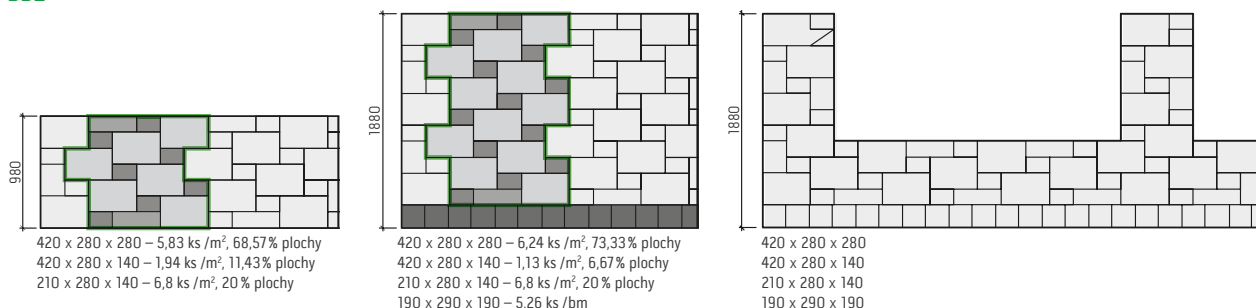 980
420 x 280 x 280 – 5,83 ks /m², 68,57% plochy
420 x 280 x 140 – 1,94 ks /m², 11,43% plochy
210 x 280 x 140 – 6,8 ks /m², 20% plochy
1880
420 x 280 x 280 – 6,24 ks /m², 73,33% plochy
420 x 280 x 140 – 1,13 ks /m², 6,67% plochy
210 x 280 x 140 – 6,8 ks /m², 20% plochy
190 x 290 x 190 – 5,26 ks /bm
1880
420 x 280 x 280
420 x 280 x 140
210 x 280 x 140
190 x 290 x 190